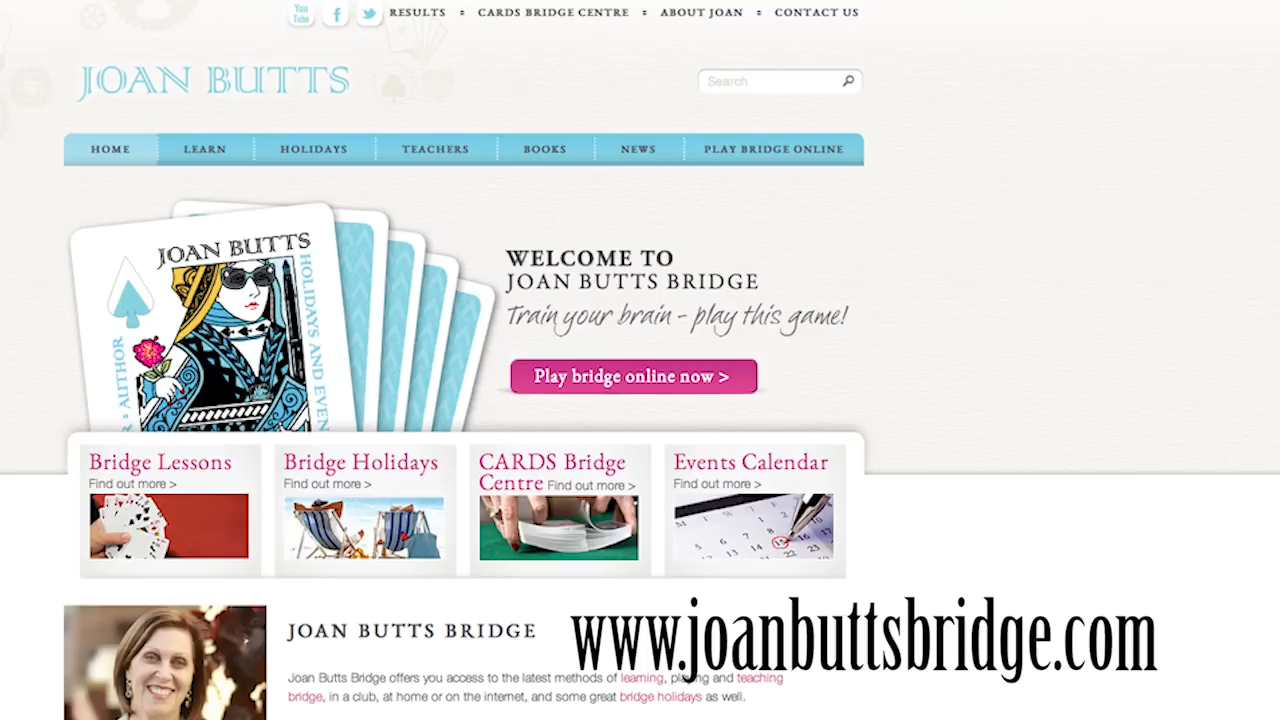 You Tube
RESULTS
CARDS BRIDGE CENTRE
ABOUT JOAN
CONTACT US
JOAN BUTTS
Search
HOME
LEARN
HOLIDAYS
TEACHERS
BOOKS
NEWS
PLAY BRIDGE ONLINE
JOAN BUTTS
HOLIDAYS AND EVEN
AUTHOR
WELCOME TO
JOAN BUTTS BRIDGE
Train your brain - play this game!
Play bridge online now >
Bridge Lessons
Find out more >
Bridge Holidays
Find out more >
CARDS Bridge
Centre Find out more >
Events Calendar
Find out more >
JOAN BUTTS BRIDGE
www.joanbuttsbridge.com
Joan Butts Bridge offers you access to the latest methods of learning, playing and teaching
bridge, in a club, at home or on the internet, and some great bridge holidays as well.